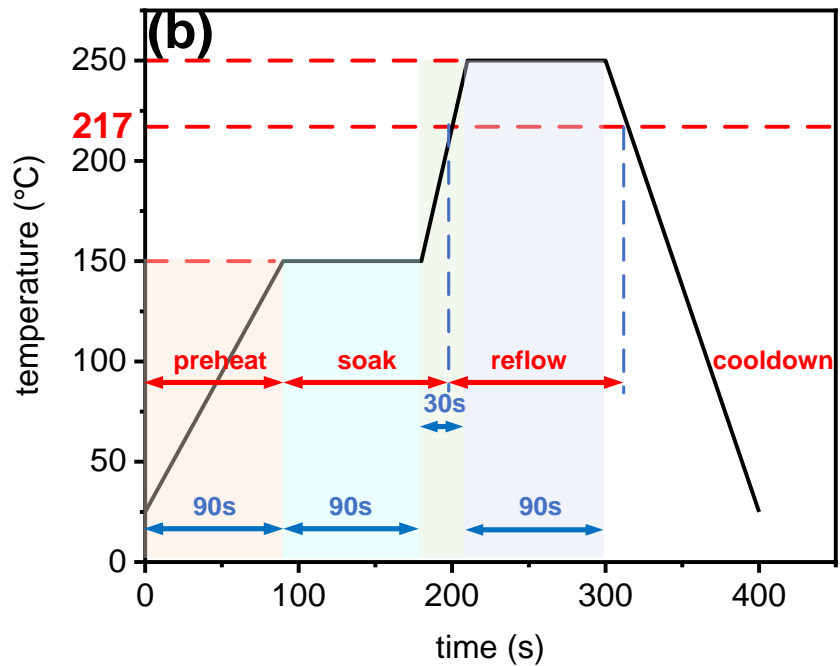 (b)
250
217
200
150
100
50
0
temperature (°C)
preheat
soak
reflow
cooldown
30s
90s
90s
90s
0
100
200
300
400
time (s)